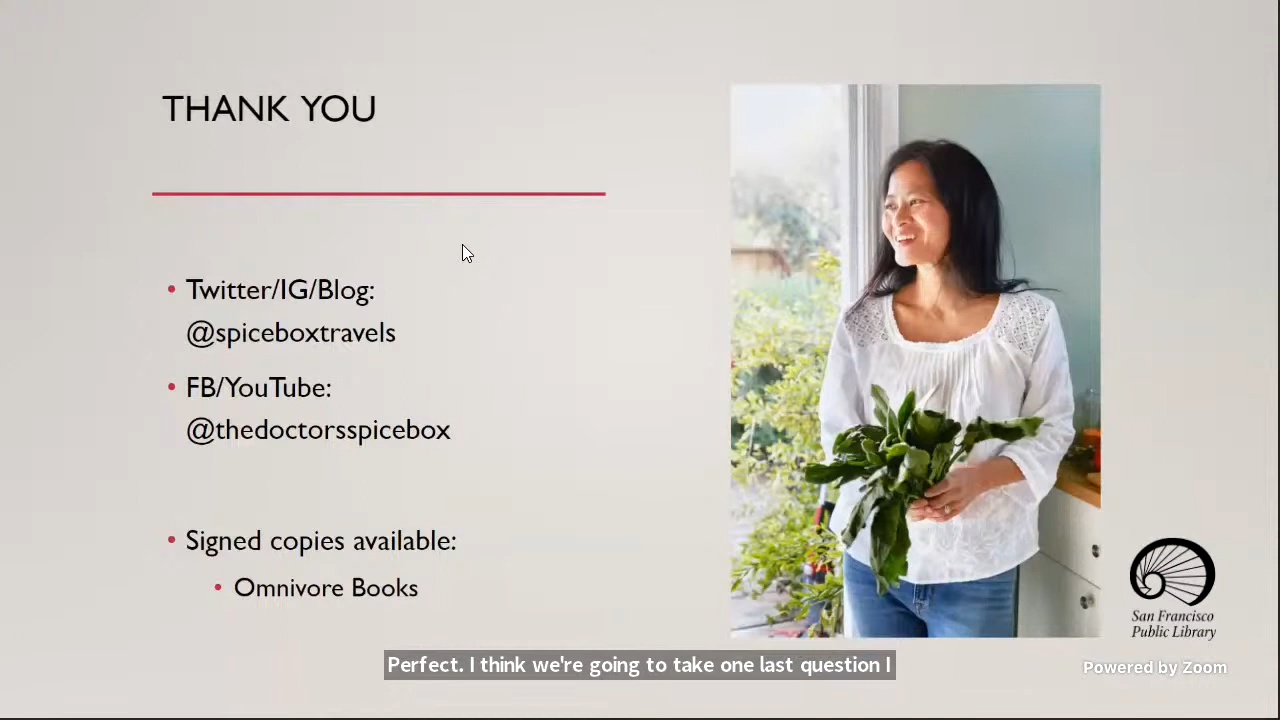 THANK YOU
• Twitter/IG/Blog:
@spiceboxtravels
• FB/YouTube:
@thedoctorsspicebox
• Signed copies available:
• Omnivore Books
San Francisco
Public Library
Perfect. I think we're going to take one last question I
Powered by Zoom